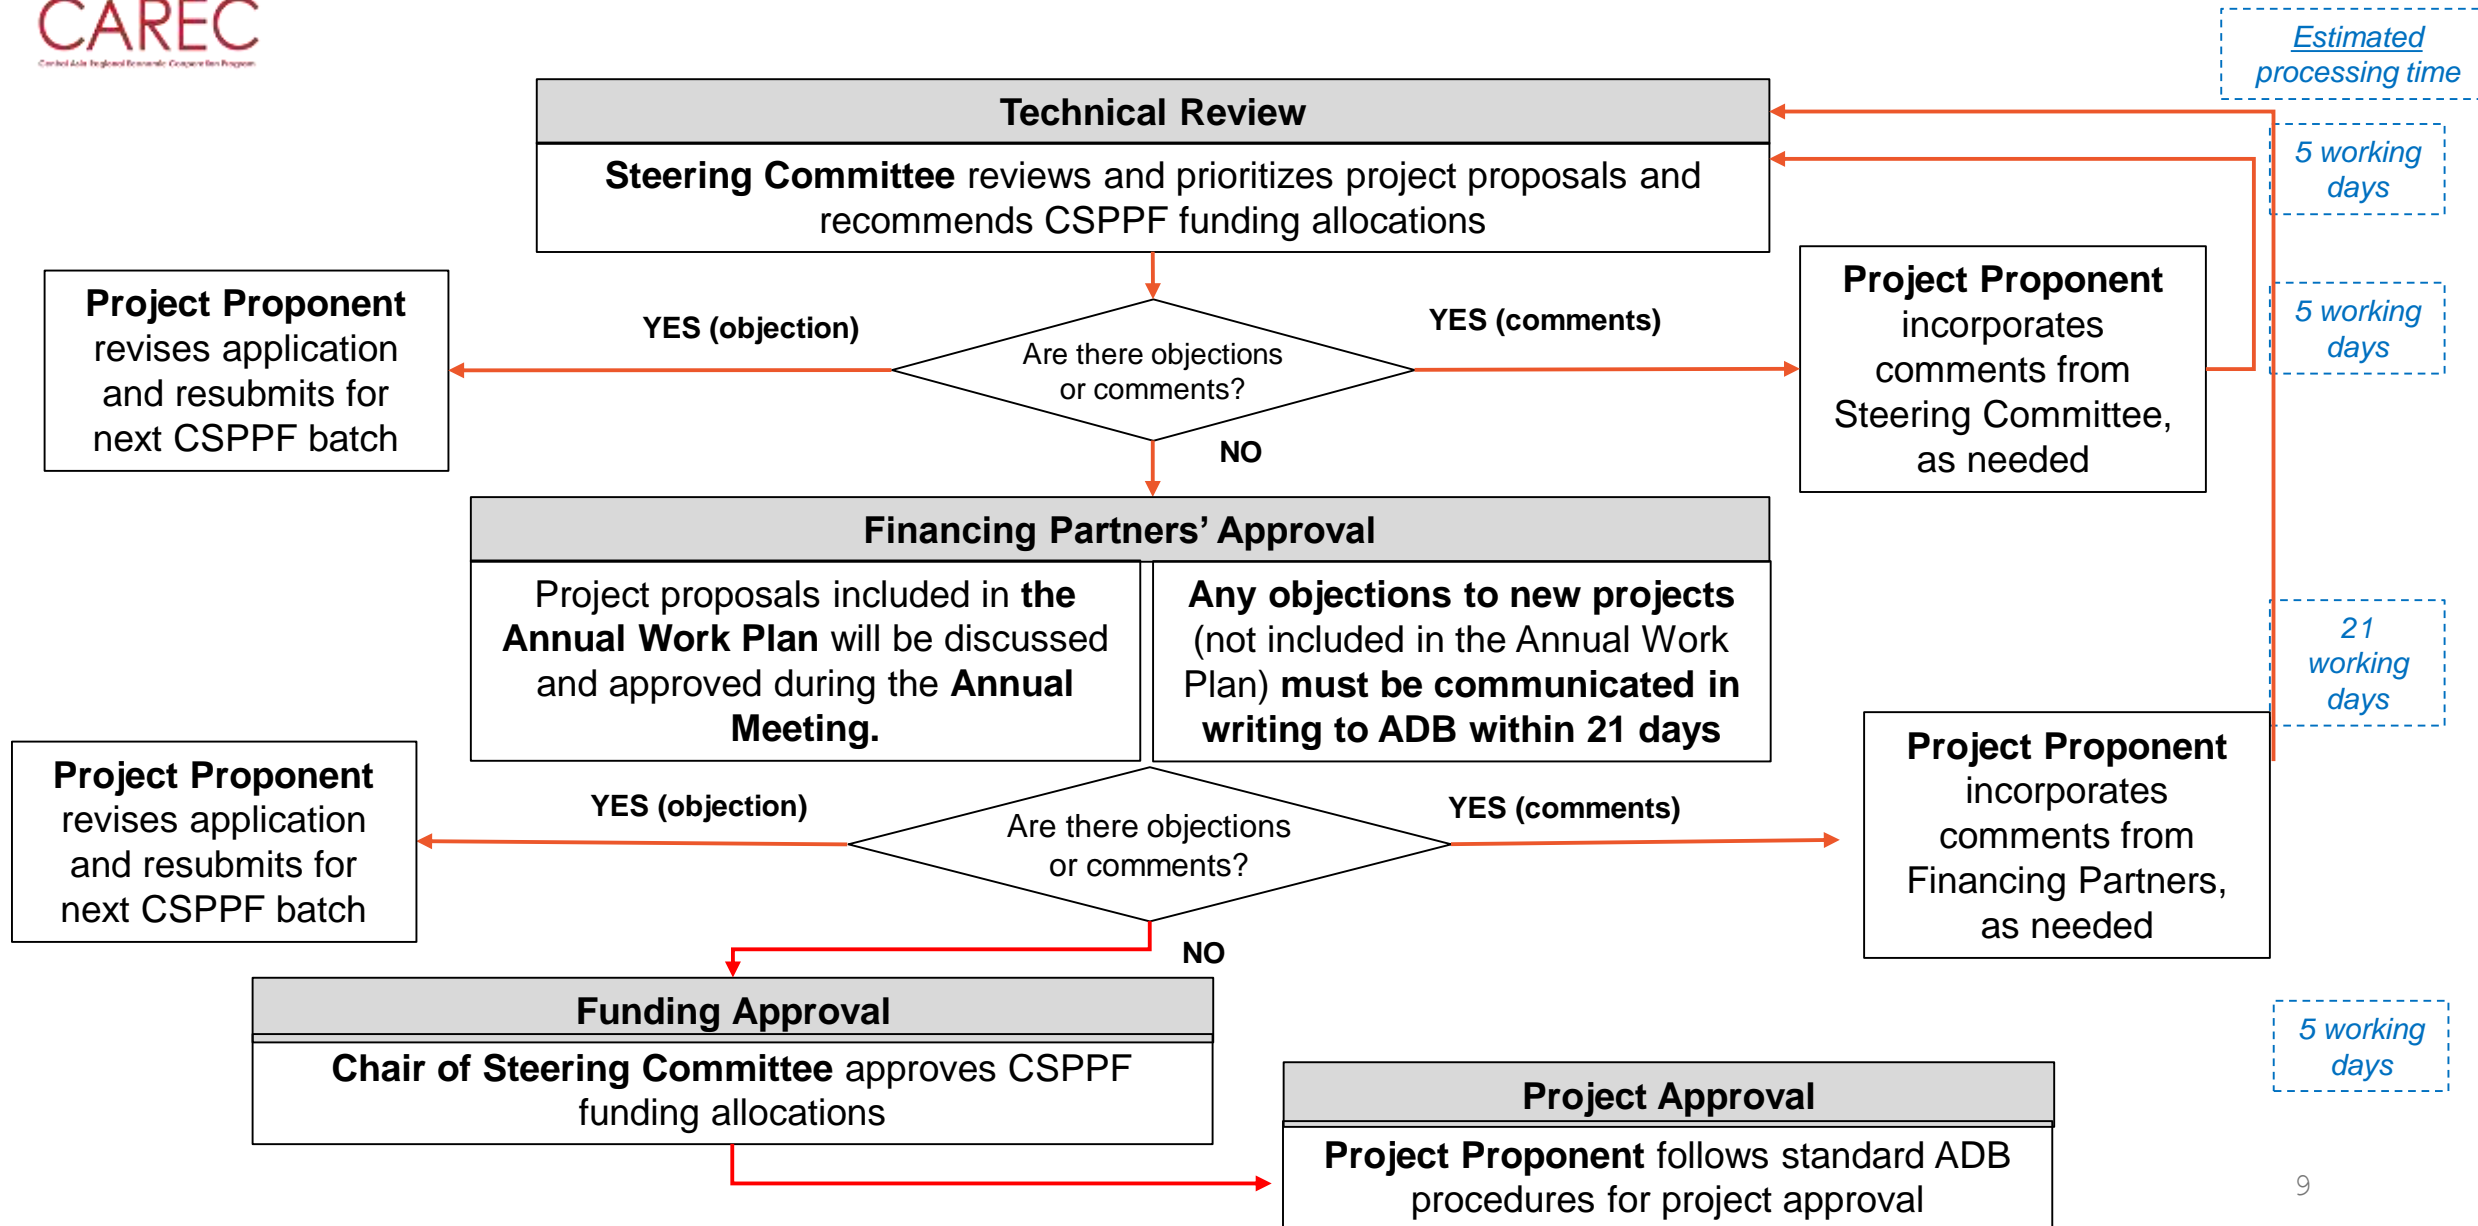 CAREC
Central Asia Regional Economic Cooperation Program
Estimated
processing time
Technical Review
Steering Committee reviews and prioritizes project proposals and
recommends CSPPF funding allocations
5 working
days
Project Proponent
revises application
and resubmits for
next CSPPF batch
YES (objection)
Are there objections
or comments?
YES (comments)
NO
Project Proponent
incorporates
comments from
Steering Committee,
as needed
5 working
days
Financing Partners’ Approval
Project proposals included in the
Annual Work Plan will be discussed
and approved during the Annual
Meeting.
Any objections to new projects
(not included in the Annual Work
Plan) must be communicated in
writing to ADB within 21 days
21
working
days
Project Proponent
revises application
and resubmits for
next CSPPF batch
YES (objection)
Are there objections
or comments?
YES (comments)
NO
Project Proponent
incorporates
comments from
Financing Partners,
as needed
Funding Approval
Chair of Steering Committee approves CSPPF
funding allocations
5 working
days
Project Approval
Project Proponent follows standard ADB
procedures for project approval
9